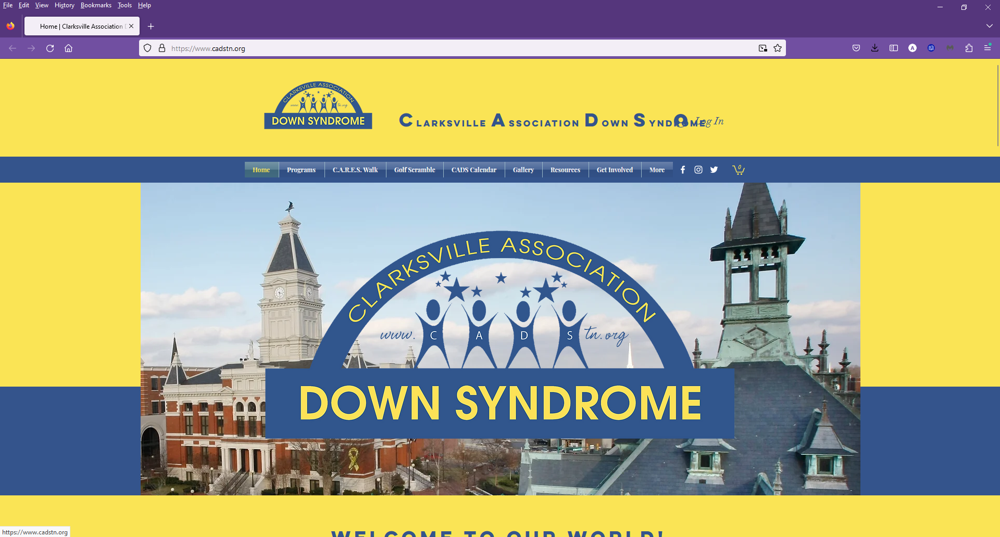 File Edit View History Bookmarks Tools Help
Home | Clarksville Association D
https://www.cadstn.org
CLARKSVILLE ASSOCIATION
www. C A D S tn.org
DOWN SYNDROME
CLARKSVILLE ASSOCIATION DOWN SYNDROME
Log In
Home Programs C.A.R.E.S. Walk Golf Scramble CADS Calendar Gallery Resources Get Involved More 0
CLARKSVILLE ASSOCIATION
www. C A D S tn.org
DOWN SYNDROME
WELCOME TO OUR WORLD!
https://www.cadstn.org